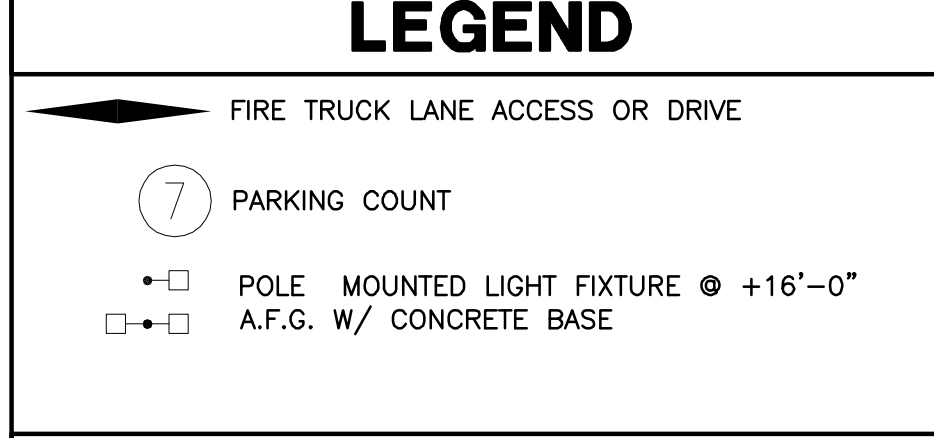 LEGEND
FIRE TRUCK LANE ACCESS OR DRIVE
7 PARKING COUNT
POLE MOUNTED LIGHT FIXTURE @ +16'-0"
A.F.G. W/ CONCRETE BASE